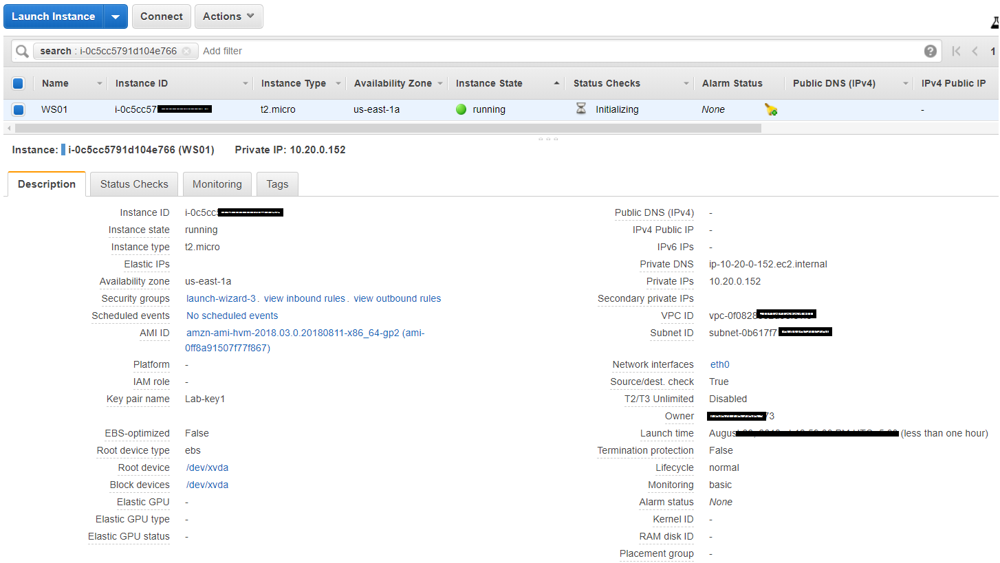 Launch Instance Connect Actions
search : i-0c5cc5791d104e766 Add filter 1
Name Instance ID Instance Type Availability Zone Instance State Status Checks Alarm Status Public DNS (IPv4) IPv4 Public IP
WS01 i-0c5cc57 t2.micro us-east-1a running Initializing None -
Instance: i-0c5cc5791d104e766 (WS01) Private IP: 10.20.0.152
Description Status Checks Monitoring Tags
Instance ID i-0c5cc5 Public DNS (IPv4) -
Instance state running IPv4 Public IP -
Instance type t2.micro IPv6 IPs -
Elastic IPs Private DNS ip-10-20-0-152.ec2.internal
Availability zone us-east-1a Private IPs 10.20.0.152
Security groups launch-wizard-3. view inbound rules. view outbound rules Secondary private IPs
Scheduled events No scheduled events VPC ID vpc-0f0828
AMI ID amzn-ami-hvm-2018.03.0.20180811-x86_64-gp2 (ami- Subnet ID subnet-0b617f7
0ff8a91507f77f867)
Platform - Network interfaces eth0
IAM role - Source/dest. check True
Key pair name Lab-key1 T2/T3 Unlimited Disabled
Owner 73
EBS-optimized False Launch time Augus (less than one hour)
Root device type ebs Termination protection False
Root device /dev/xvda Lifecycle normal
Block devices /dev/xvda Monitoring basic
Elastic GPU - Alarm status None
Elastic GPU type - Kernel ID -
Elastic GPU status - RAM disk ID -
Placement group -